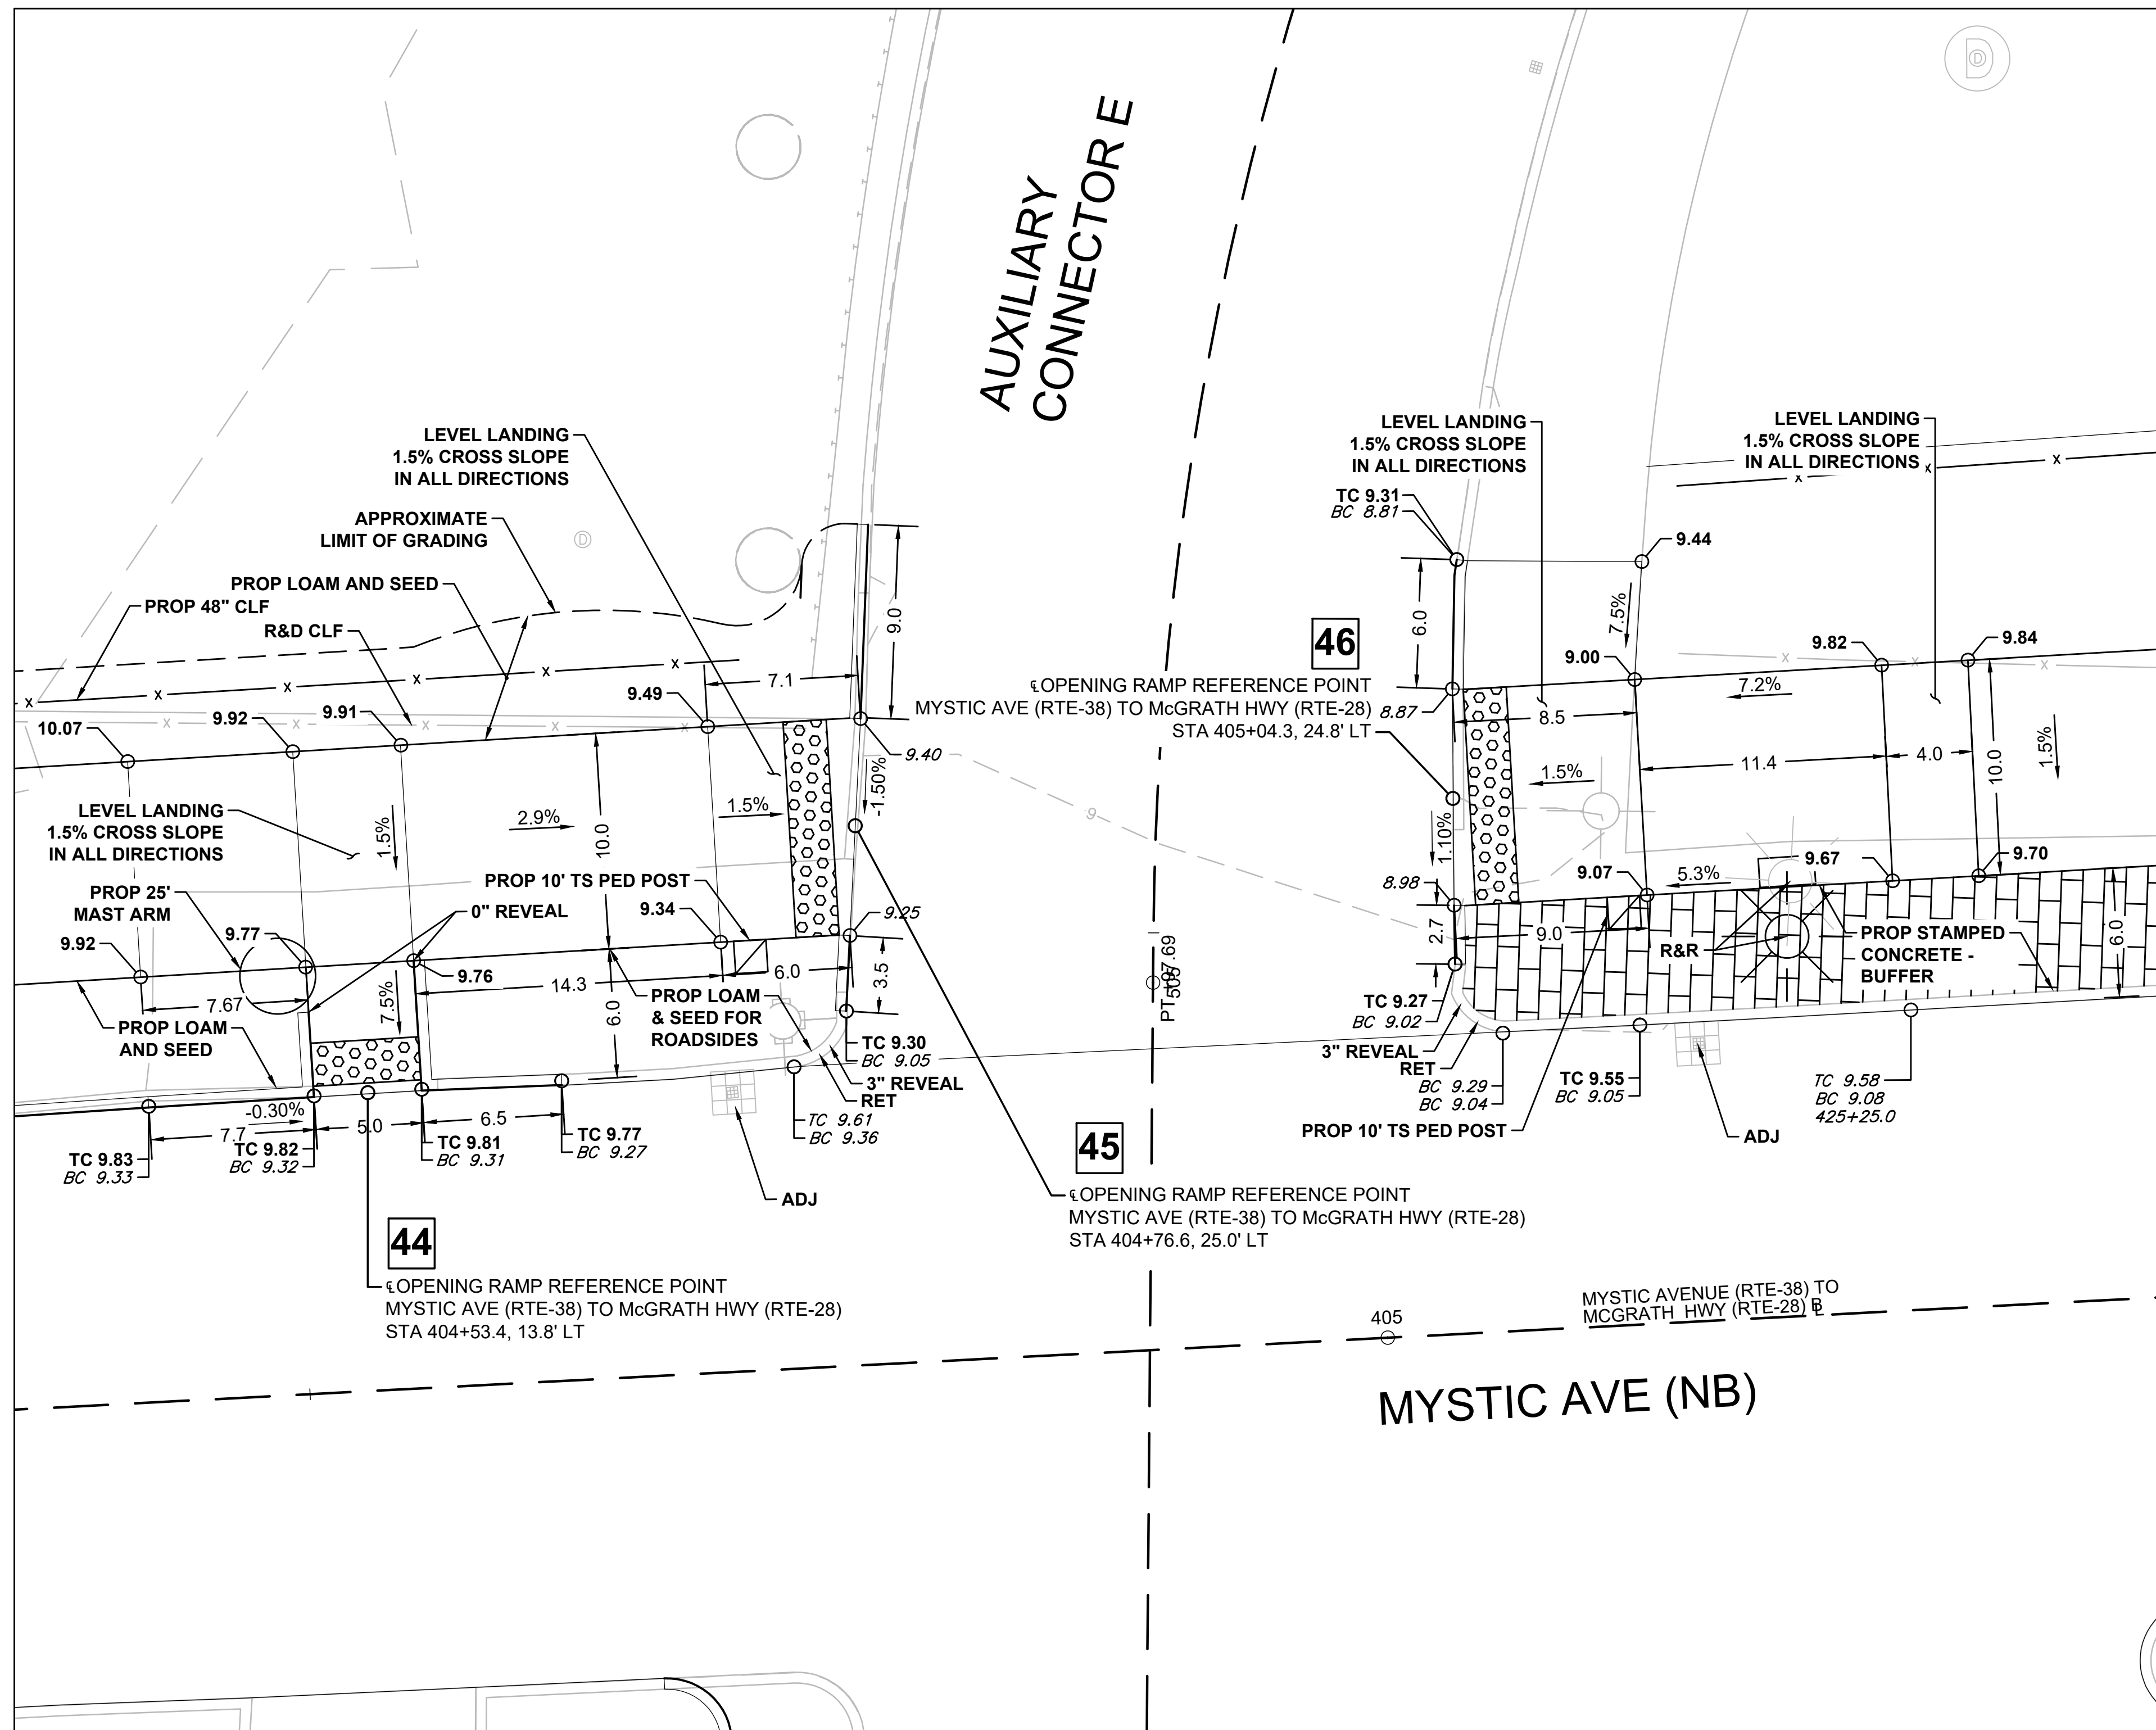 AUXILIARY
CONNECTOR E
D
D
LEVEL LANDING
1.5% CROSS SLOPE
IN ALL DIRECTIONS
APPROXIMATE
LIMIT OF GRADING
D
PROP LOAM AND SEED
PROP 48" CLF
R&D CLF
10.07
9.92
9.91
9.49
7.1
9.0
9.40
-1.50%
LEVEL LANDING
1.5% CROSS SLOPE
IN ALL DIRECTIONS
1.5%
2.9%
10.0
1.5%
PROP 10' TS PED POST
PROP 25'
MAST ARM
0" REVEAL
9.34
9.25
9.92
9.77
9.76
7.67
7.5%
14.3
6.0
6.0
3.5
PROP LOAM
AND SEED
PROP LOAM
& SEED FOR
ROADSIDES
TC 9.30
BC 9.05
3" REVEAL
RET
-0.30%
7.7
5.0
6.5
TC 9.83
BC 9.33
TC 9.82
BC 9.32
TC 9.81
BC 9.31
TC 9.77
BC 9.27
TC 9.61
BC 9.36
ADJ
44
℄OPENING RAMP REFERENCE POINT
MYSTIC AVE (RTE-38) TO McGRATH HWY (RTE-28)
STA 404+53.4, 13.8' LT
45
℄OPENING RAMP REFERENCE POINT
MYSTIC AVE (RTE-38) TO McGRATH HWY (RTE-28)
STA 404+76.6, 25.0' LT
46
℄OPENING RAMP REFERENCE POINT
MYSTIC AVE (RTE-38) TO McGRATH HWY (RTE-28)
STA 405+04.3, 24.8' LT
LEVEL LANDING
1.5% CROSS SLOPE
IN ALL DIRECTIONS
TC 9.31
BC 8.81
LEVEL LANDING
1.5% CROSS SLOPE
IN ALL DIRECTIONS
9.44
6.0
7.5%
9.00
9.82
9.84
8.87
8.5
7.2%
1.5%
11.4
4.0
10.0
1.5%
9
1.10%
8.98
9.07
5.3%
9.67
9.70
2.7
9.0
R&R
PROP STAMPED
CONCRETE -
BUFFER
6.0
TC 9.27
BC 9.02
3" REVEAL
RET
BC 9.29
BC 9.04
TC 9.55
BC 9.05
TC 9.58
BC 9.08
425+25.0
PROP 10' TS PED POST
ADJ
505
405
MYSTIC AVENUE (RTE-38) TO
MCGRATH HWY (RTE-28) BL
MYSTIC AVE (NB)